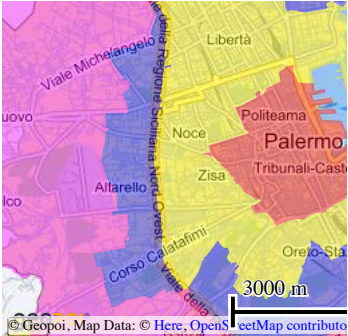 Libertà
Viale Michelangelo
e della Regione Siciliana Nord Ovest
uovo
Politeama
Noce
Palermo
Tribunali-Caste
Zisa
Altarello
lco
Corso Calatafimi
Oreto-Sta
Viale della
3000 m
© Geopoi, Map Data: © Here, OpenStreetMap contributo